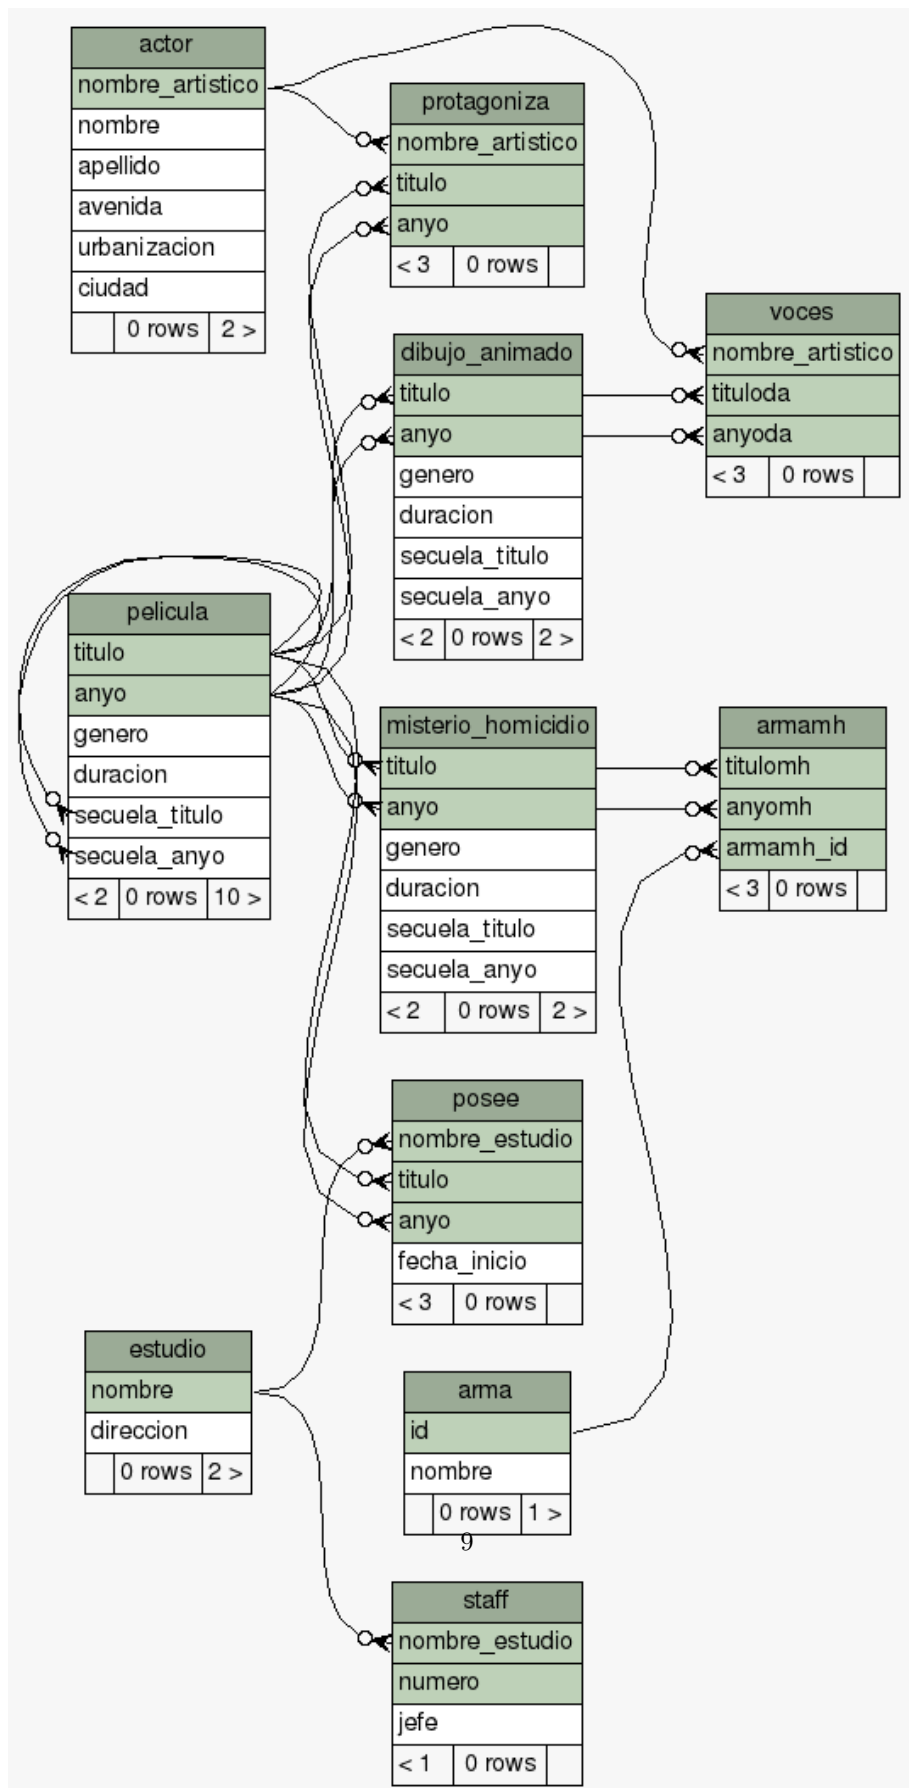 actor
nombre_artistico
nombre
apellido
avenida
urbanizacion
ciudad
0 rows 2 >
protagoniza
nombre_artistico
titulo
anyo
< 3 0 rows
voces
nombre_artistico
tituloda
anyoda
< 3 0 rows
dibujo_animado
titulo
anyo
genero
duracion
secuela_titulo
secuela_anyo
< 2 0 rows 2 >
pelicula
titulo
anyo
genero
duracion
secuela_titulo
secuela_anyo
< 2 0 rows 10 >
misterio_homicidio
titulo
anyo
genero
duracion
secuela_titulo
secuela_anyo
< 2 0 rows 2 >
armamh
titulomh
anyomh
armamh_id
< 3 0 rows
posee
nombre_estudio
titulo
anyo
fecha_inicio
< 3 0 rows
estudio
nombre
direccion
0 rows 2 >
arma
id
nombre
0 rows 1 >
9
staff
nombre_estudio
numero
jefe
< 1 0 rows